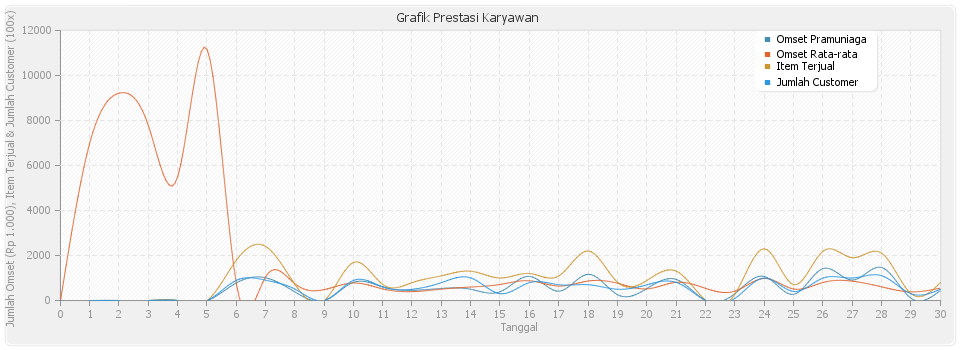 Grafik Prestasi Karyawan
Jumlah Omset (Rp 1.000), Item Terjual & Jumlah Customer (100x)
12000
10000
8000
6000
4000
2000
0
Omset Pramuniaga
Omset Rata-rata
Item Terjual
Jumlah Customer
0 1 2 3 4 5 6 7 8 9 10 11 12 13 14 15 16 17 18 19 20 21 22 23 24 25 26 27 28 29 30
Tanggal